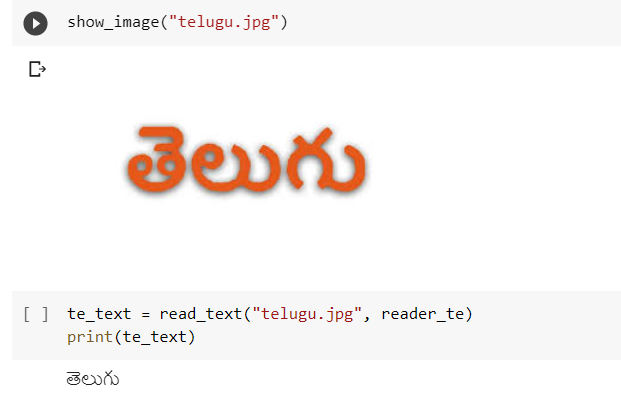 show_image("telugu.jpg")
తెలుగు
[ ] te_text = read_text("telugu.jpg", reader_te)
print(te_text)
తెలుగు